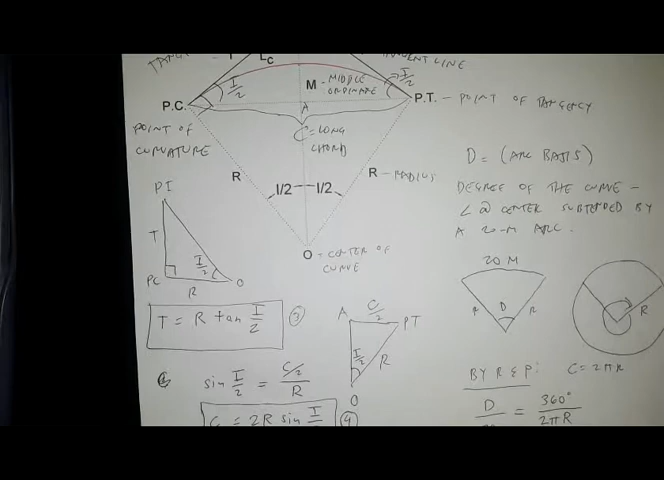 T
Lc
TANGENT LINE
I/2
M - MIDDLE
ORDINATE
I/2
P.C.
A
P.T. - POINT OF TANGENCY
POINT OF
CURVATURE
C = LONG
CHORD
R
I/2
I/2
R - RADIUS
O - CENTER OF
CURVE
PI
T
I/2
PC
R
O
T = R tan I/2 ③
sin I/2 = C/2 / R
C = 2R sin I/2 ④
A
C/2
PT
I/2
R
O
D = (ARC BASIS)
DEGREE OF THE CURVE -
∠ @ CENTER SUBTENDED BY
A 20-M ARC.
20 M
R
D
R
R
BY R & P:
C = 2πR
D = 360° / 2πR